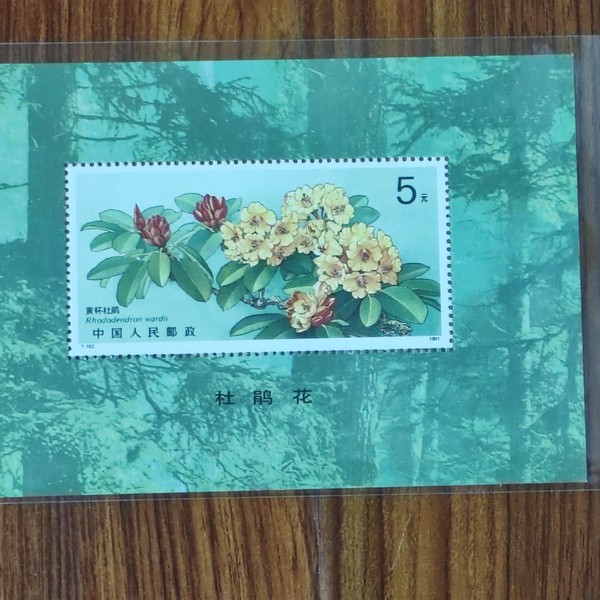 5元
黄杯杜鹃
Rhododendron wardii
中国人民邮政
T.162
1991
杜鹃花